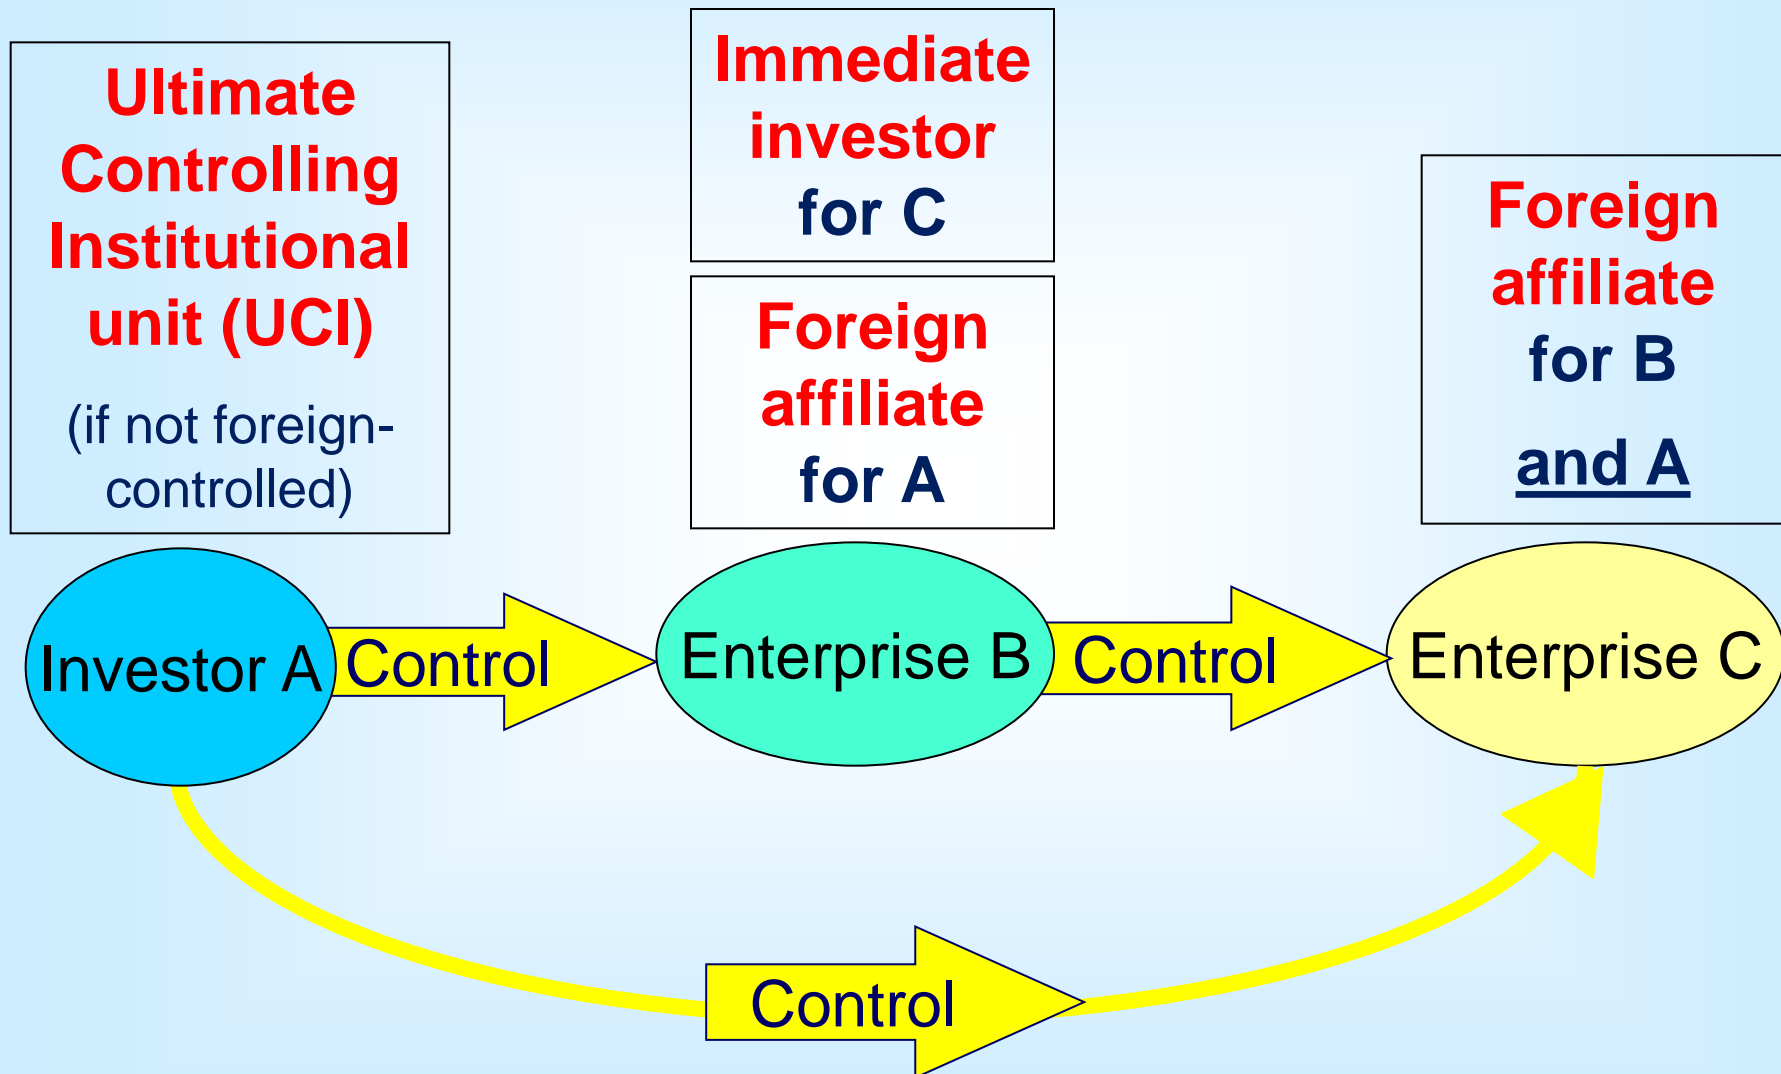 Ultimate
Controlling
Institutional
unit (UCI)
(if not foreign-
controlled)
Immediate
investor
for C
Foreign
affiliate
for A
Foreign
affiliate
for B
and A
Investor A
Control
Enterprise B
Control
Enterprise C
Control